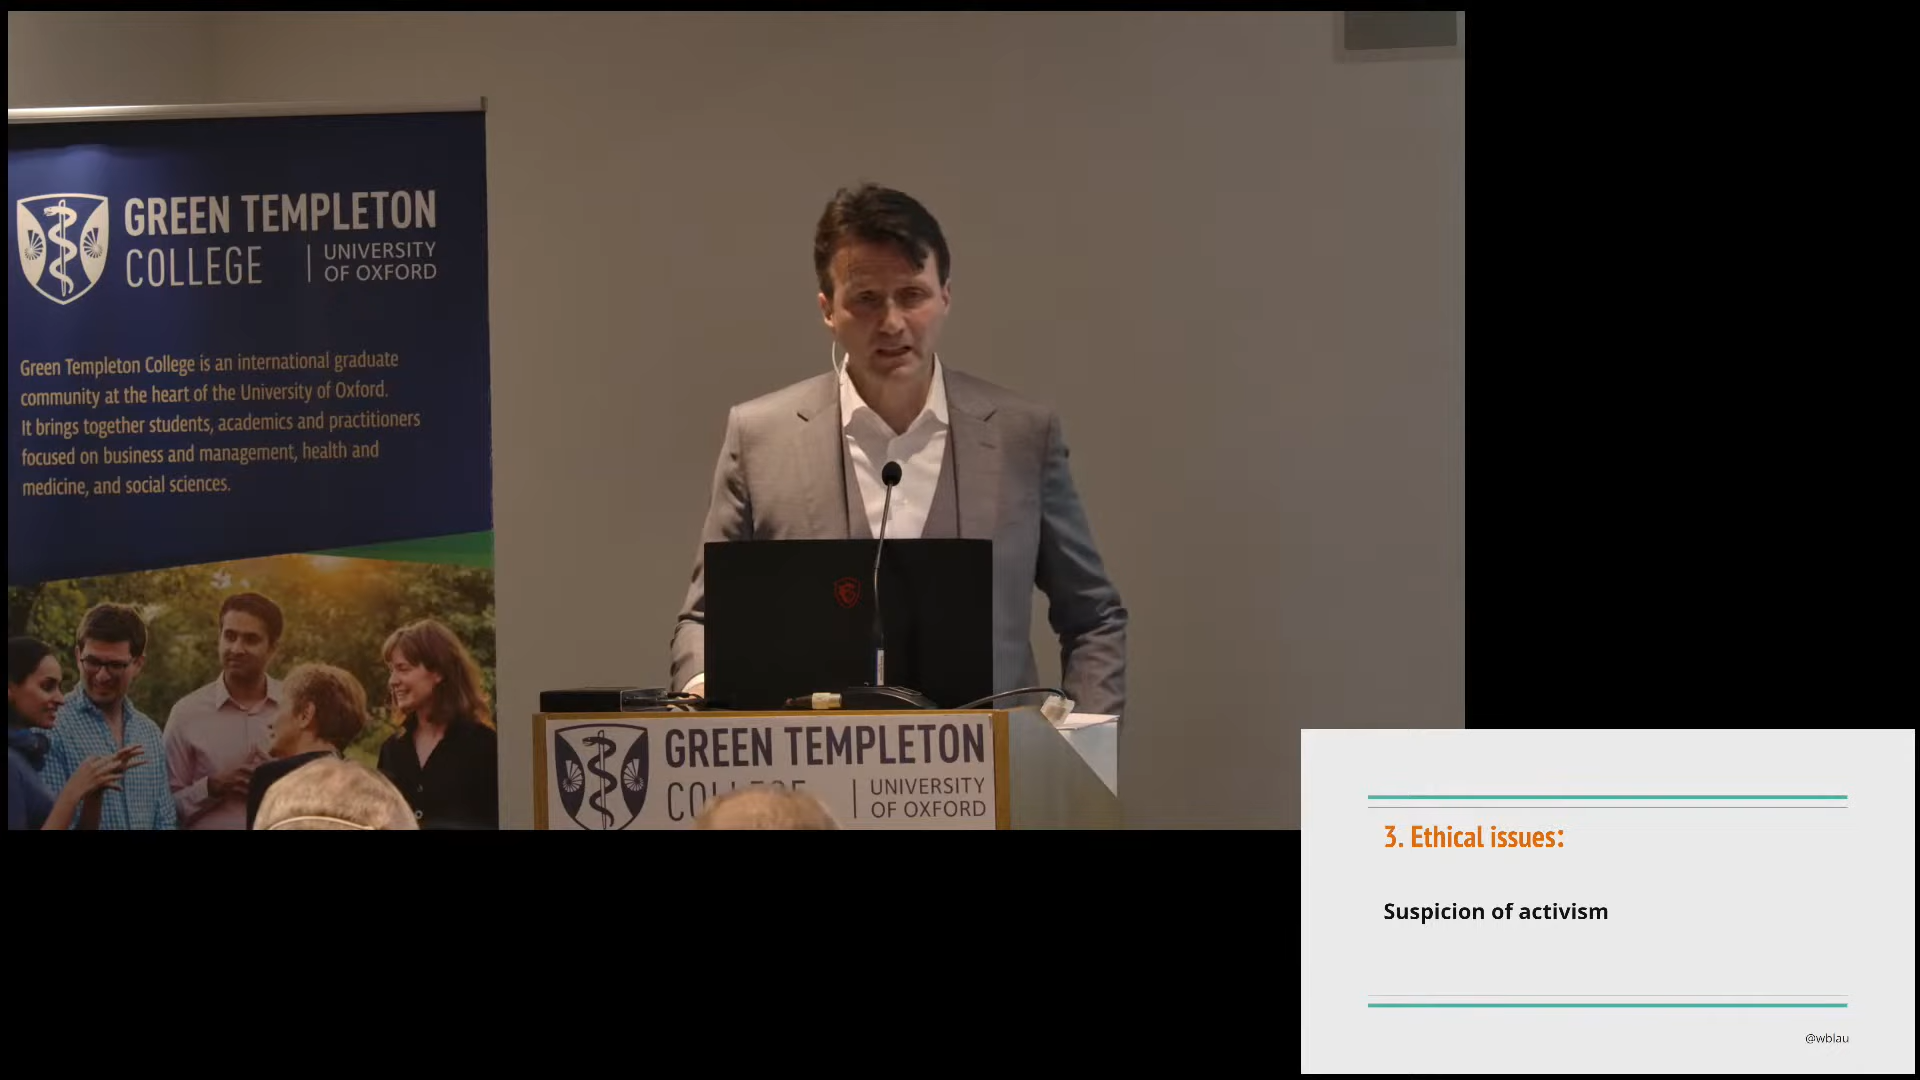 GREEN TEMPLETON
COLLEGE
UNIVERSITY
OF OXFORD
Green Templeton College is an international graduate
community at the heart of the University of Oxford.
It brings together students, academics and practitioners
focused on business and management, health and
medicine, and social sciences.
GREEN TEMPLETON
COLLEGE
UNIVERSITY
OF OXFORD
3. Ethical issues:
Suspicion of activism
@wblau